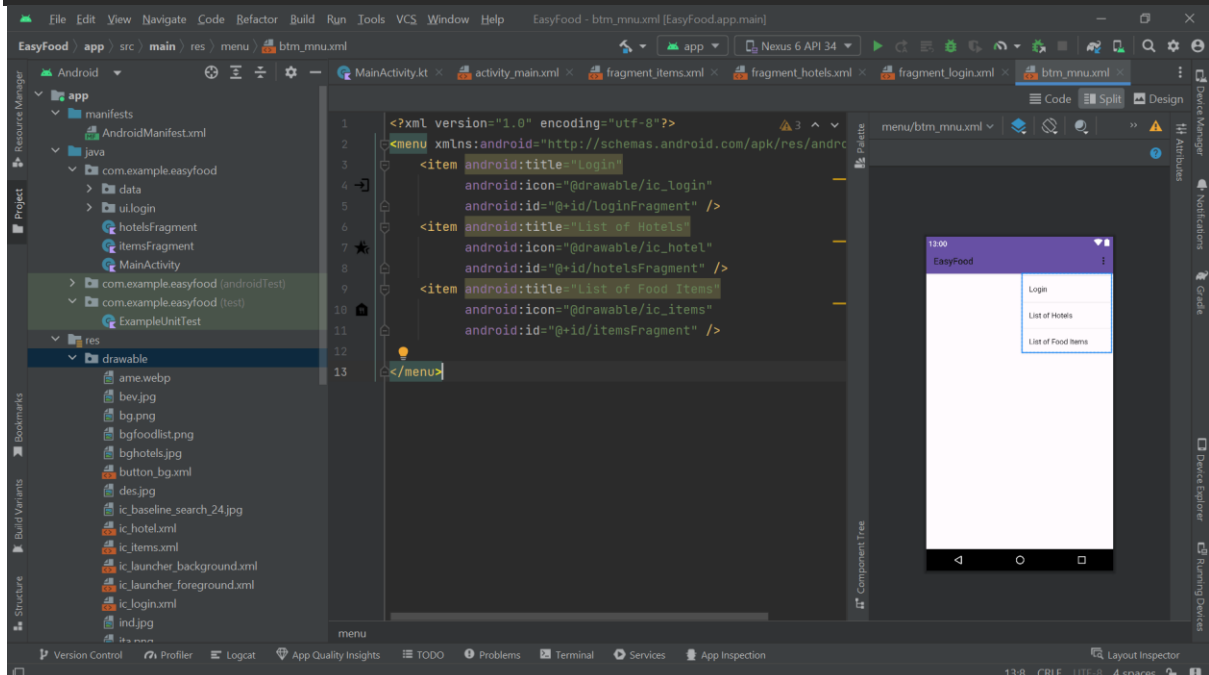 File Edit View Navigate Code Refactor Build Run Tools VCS Window Help EasyFood - btm_mnu.xml [EasyFood.app.main]
EasyFood app src main res menu btm_mnu.xml app Nexus 6 API 34
Android MainActivity.kt activity_main.xml fragment_items.xml fragment_hotels.xml fragment_login.xml btm_mnu.xml
Code Split Design
Resource Manager
Project
Bookmarks
Build Variants
Structure
app
manifests
AndroidManifest.xml
java
com.example.easyfood
data
ui.login
hotelsFragment
itemsFragment
MainActivity
com.example.easyfood (androidTest)
com.example.easyfood (test)
ExampleUnitTest
res
drawable
ame.webp
bev.jpg
bg.png
bgfoodlist.png
bghotels.jpg
button_bg.xml
des.jpg
ic_baseline_search_24.jpg
ic_hotel.xml
ic_items.xml
ic_launcher_background.xml
ic_launcher_foreground.xml
ic_login.xml
ind.jpg
ita.png
1 <?xml version="1.0" encoding="utf-8"?> 3
2 <menu xmlns:android="http://schemas.android.com/apk/res/andro
3 <item android:title="Login"
4 android:icon="@drawable/ic_login"
5 android:id="@+id/loginFragment" />
6 <item android:title="List of Hotels"
7 android:icon="@drawable/ic_hotel"
8 android:id="@+id/hotelsFragment" />
9 <item android:title="List of Food Items"
10 android:icon="@drawable/ic_items"
11 android:id="@+id/itemsFragment" />
12
13 </menu>
menu
Palette
Component Tree
menu/btm_mnu.xml
13:00
EasyFood
Login
List of Hotels
List of Food Items
Attributes
Device Manager
Notifications
Gradle
Device Explorer
Running Devices
Version Control Profiler Logcat App Quality Insights TODO Problems Terminal Services App Inspection Layout Inspector
13:8 CRLF UTF-8 4 spaces